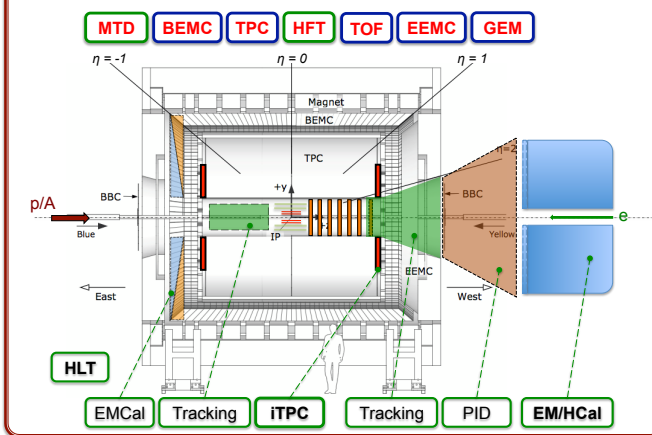 MTD BEMC TPC HFT TOF EEMC GEM
η = -1 η = 0 η = 1
Magnet
BEMC
TPC
η=2
+y
BBC
BBC
p/A
e
+z
Blue
IP
Yellow
EEMC
East
West
HLT
EMCal Tracking iTPC Tracking PID EM/HCal